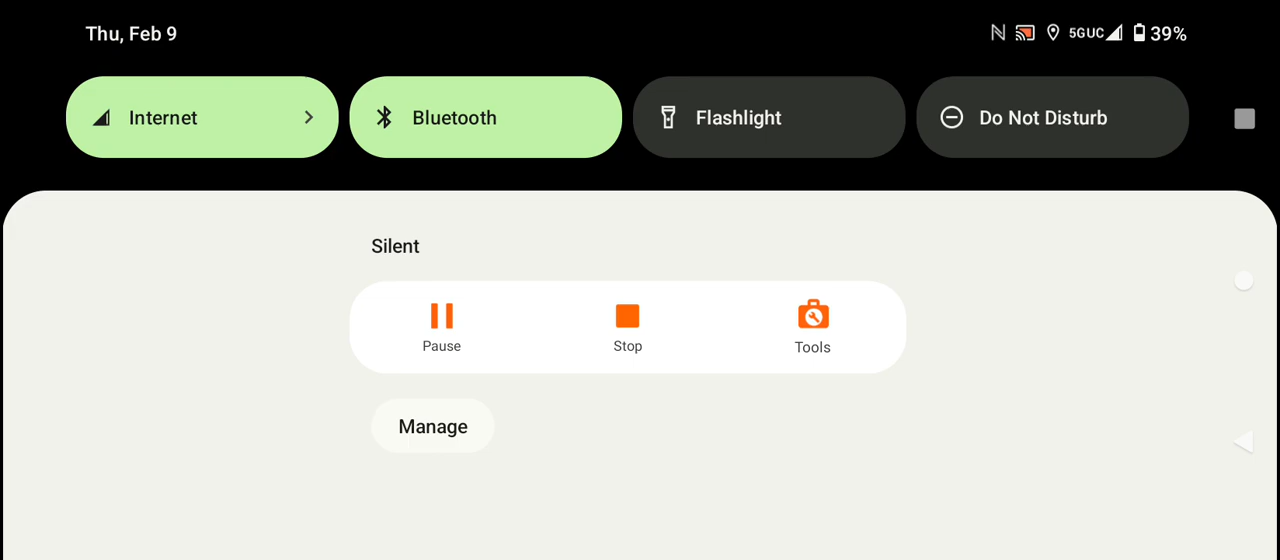 Thu, Feb 9
5GUC 39%
Internet
Bluetooth
Flashlight
Do Not Disturb
Silent
Pause
Stop
Tools
Manage